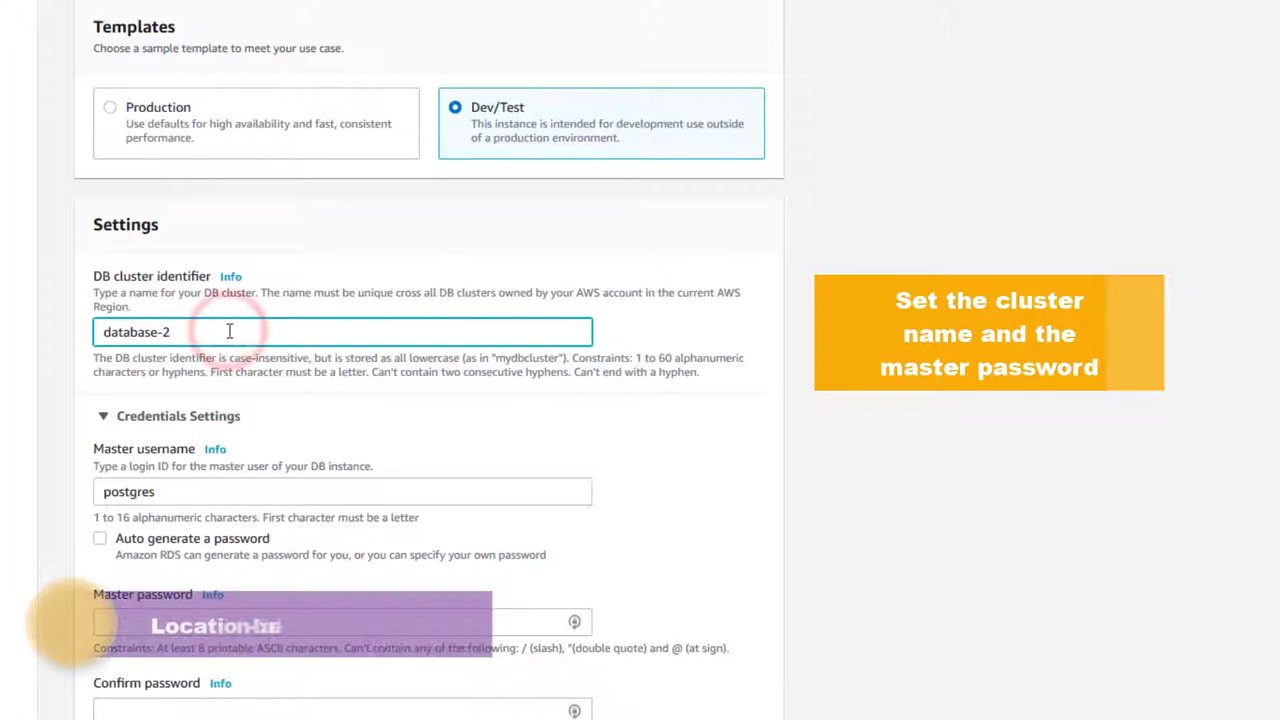 Templates
Choose a sample template to meet your use case.
Production
Use defaults for high availability and fast, consistent
performance.
Dev/Test
This instance is intended for development use outside
of a production environment.
Settings
DB cluster identifier Info
Type a name for your DB cluster. The name must be unique cross all DB clusters owned by your AWS account in the current AWS
Region.
database-2
The DB cluster identifier is case-insensitive, but is stored as all lowercase (as in "mydbcluster"). Constraints: 1 to 60 alphanumeric
characters or hyphens. First character must be a letter. Can't contain two consecutive hyphens. Can't end with a hyphen.
Set the cluster
name and the
master password
Credentials Settings
Master username Info
Type a login ID for the master user of your DB instance.
postgres
1 to 16 alphanumeric characters. First character must be a letter
Auto generate a password
Amazon RDS can generate a password for you, or you can specify your own password
Master password Info
Constraints: At least 8 printable ASCII characters. Can't contain any of the following: / (slash), "(double quote) and @ (at sign).
Confirm password Info